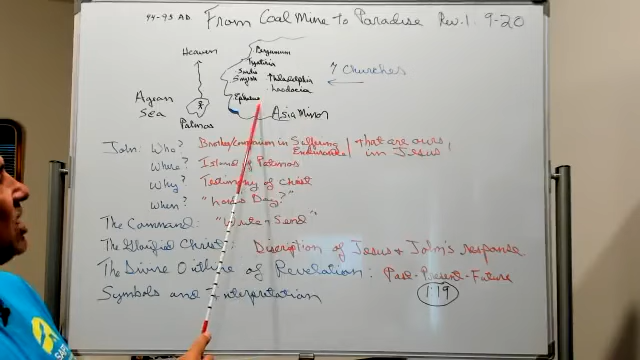 94-95 AD. From Coal Mine To Paradise Rev. 1: 9-20
Heaven
Pergamum
Thyatira
Sardis
Smyrna Philadelphia
Laodocia
7 Churches
Ephesus
Agean
Sea
Asia Minor
Patmos
John: Who? Brother/Companion in Suffering that are ours,
Endurance in Jesus
Where? Island of Patmos
Why? Testimony of Christ
When? "Lord's Day?"
The Command: "Write & Send"
The Glorified Christ: Discription of Jesus & John's response
The Divine Outline of Revelation: Past-Present-Future
Symbols and Interpretation 1:19